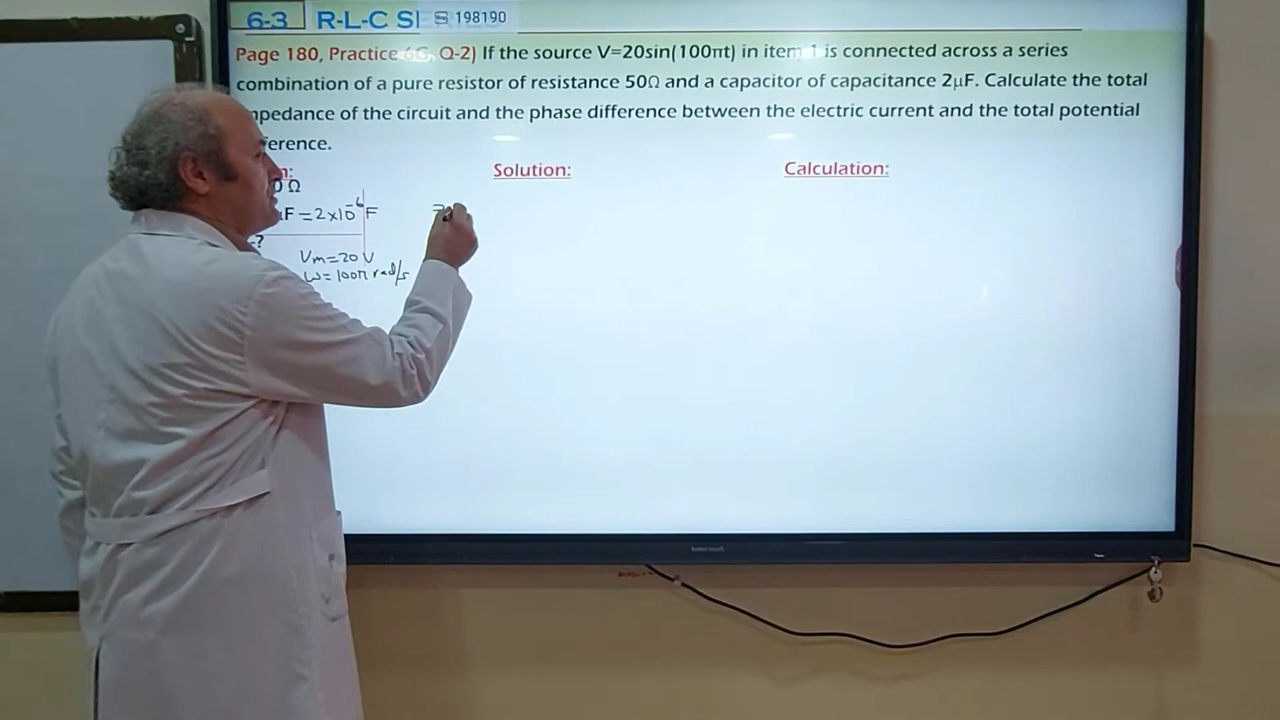 6-3 R-L-C S 198190
Page 180, Practice 6G, Q-2) If the source V=20sin(100πt) in item 1 is connected across a series
combination of a pure resistor of resistance 50Ω and a capacitor of capacitance 2μF. Calculate the total
mpedance of the circuit and the phase difference between the electric current and the total potential
ference.
n: Solution: Calculation:
0 Ω
F = 2x10⁻⁶ F
?
Vm = 20 V
ω = 100π rad/s